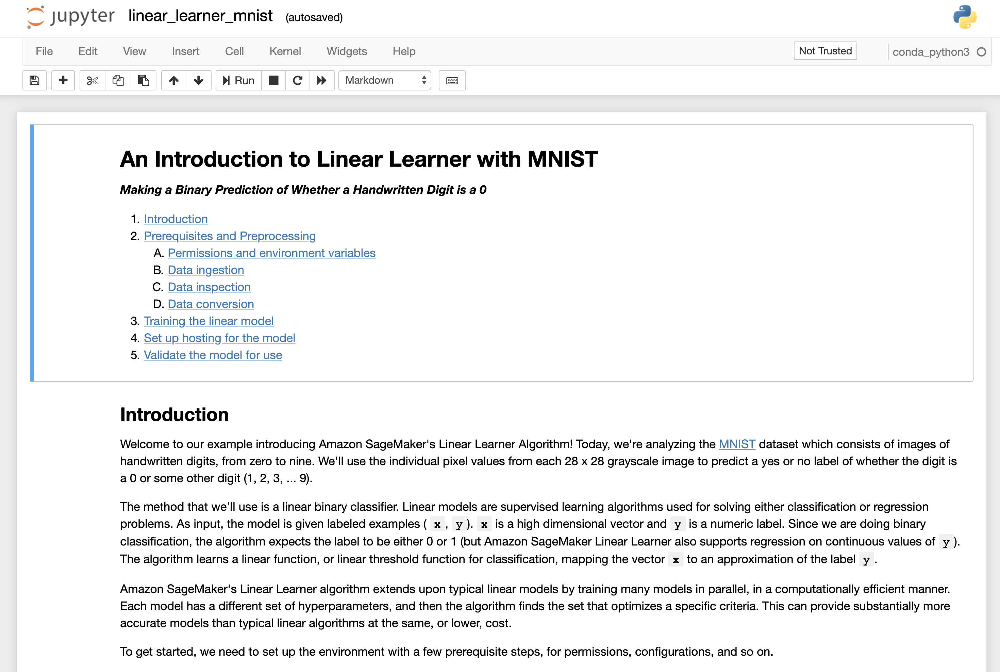 jupyter linear_learner_mnist (autosaved)
File Edit View Insert Cell Kernel Widgets Help Not Trusted conda_python3
Run Markdown
An Introduction to Linear Learner with MNIST
Making a Binary Prediction of Whether a Handwritten Digit is a 0
1. Introduction
2. Prerequisites and Preprocessing
A. Permissions and environment variables
B. Data ingestion
C. Data inspection
D. Data conversion
3. Training the linear model
4. Set up hosting for the model
5. Validate the model for use
Introduction
Welcome to our example introducing Amazon SageMaker's Linear Learner Algorithm! Today, we're analyzing the MNIST dataset which consists of images of
handwritten digits, from zero to nine. We'll use the individual pixel values from each 28 x 28 grayscale image to predict a yes or no label of whether the digit is
a 0 or some other digit (1, 2, 3, ... 9).
The method that we'll use is a linear binary classifier. Linear models are supervised learning algorithms used for solving either classification or regression
problems. As input, the model is given labeled examples ( x , y ). x is a high dimensional vector and y is a numeric label. Since we are doing binary
classification, the algorithm expects the label to be either 0 or 1 (but Amazon SageMaker Linear Learner also supports regression on continuous values of y ).
The algorithm learns a linear function, or linear threshold function for classification, mapping the vector x to an approximation of the label y .
Amazon SageMaker's Linear Learner algorithm extends upon typical linear models by training many models in parallel, in a computationally efficient manner.
Each model has a different set of hyperparameters, and then the algorithm finds the set that optimizes a specific criteria. This can provide substantially more
accurate models than typical linear algorithms at the same, or lower, cost.
To get started, we need to set up the environment with a few prerequisite steps, for permissions, configurations, and so on.